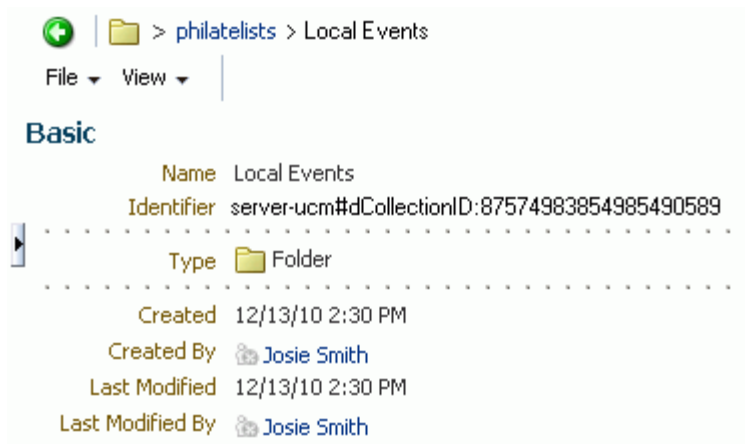 > philatelists > Local Events
File View
Basic
Name Local Events
Identifier server-ucm#dCollectionID:87574983854985490589
Type Folder
Created 12/13/10 2:30 PM
Created By Josie Smith
Last Modified 12/13/10 2:30 PM
Last Modified By Josie Smith